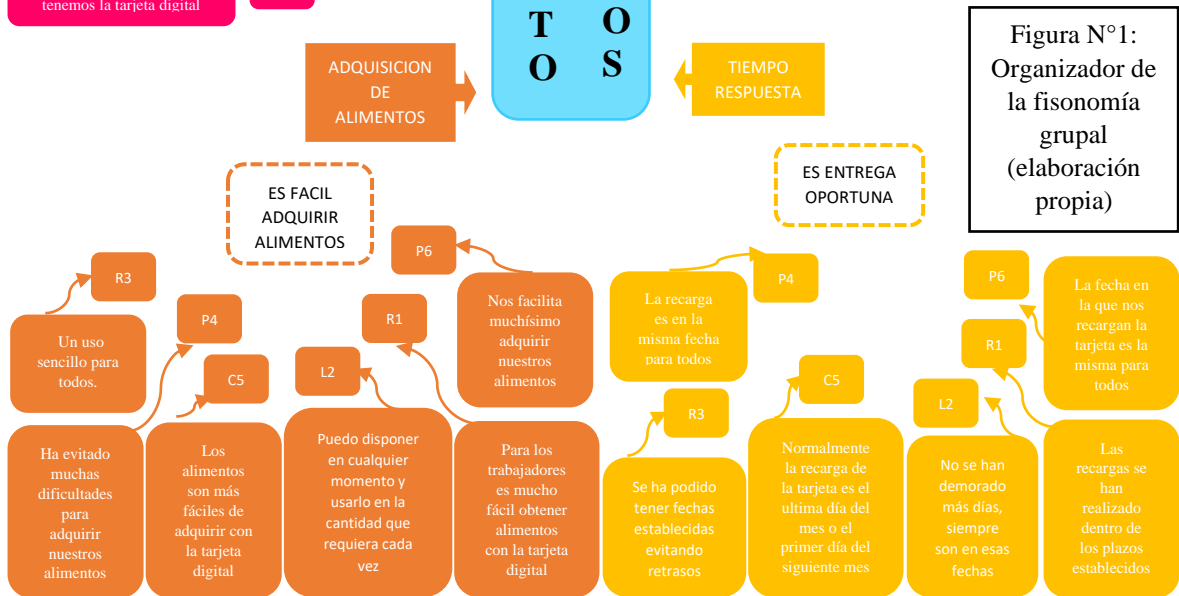 tenemos la tarjeta digital
T O
O S
ADQUISICION
DE
ALIMENTOS
TIEMPO
RESPUESTA
Figura N°1:
Organizador de
la fisonomía
grupal
(elaboración
propia)
ES FACIL
ADQUIRIR
ALIMENTOS
ES ENTREGA
OPORTUNA
R3
Un uso
sencillo para
todos.
P4
Ha evitado
muchas
dificultades
para
adquirir
nuestros
alimentos
C5
Los
alimentos
son más
fáciles de
adquirir con
la tarjeta
digital
L2
Puedo disponer
en cualquier
momento y
usarlo en la
cantidad que
requiera cada
vez
R1
Para los
trabajadores
es mucho
fácil obtener
alimentos
con la tarjeta
digital
P6
Nos facilita
muchísimo
adquirir
nuestros
alimentos
P4
La recarga
es en la
misma fecha
para todos
R3
Se ha podido
tener fechas
establecidas
evitando
retrasos
C5
Normalmente
la recarga de
la tarjeta es el
ultima día del
mes o el
primer día del
siguiente mes
L2
No se han
demorado
más días,
siempre
son en esas
fechas
R1
Las
recargas se
han
realizado
dentro de
los plazos
establecidos
P6
La fecha en
la que nos
recargan la
tarjeta es la
misma para
todos